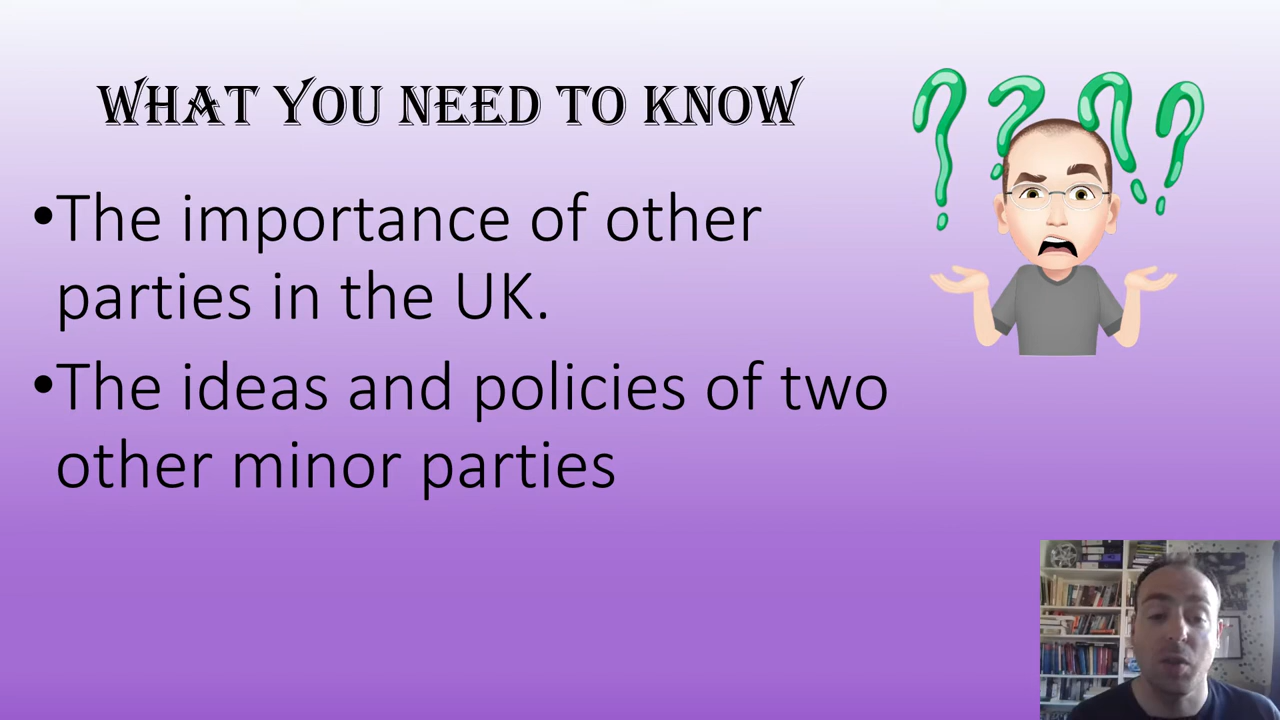 WHAT YOU NEED TO KNOW
•The importance of other
parties in the UK.
•The ideas and policies of two
other minor parties
????